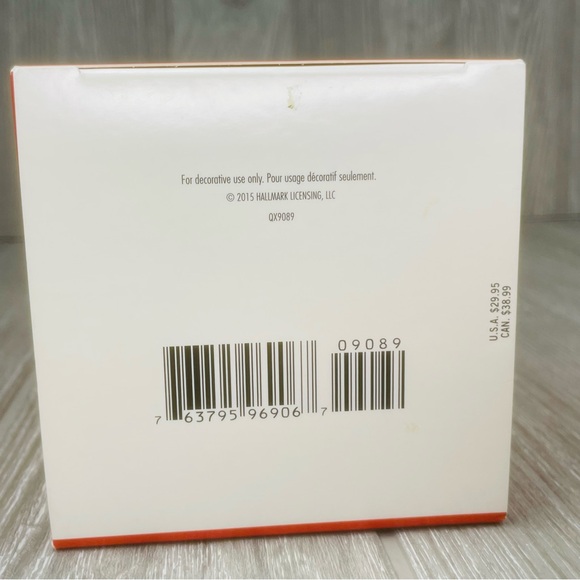 For decorative use only. Pour usage décoratif seulement.
© 2015 HALLMARK LICENSING, LLC
QX9089
U.S.A. $29.95
CAN. $38.99
09089
7 63795 96906 7